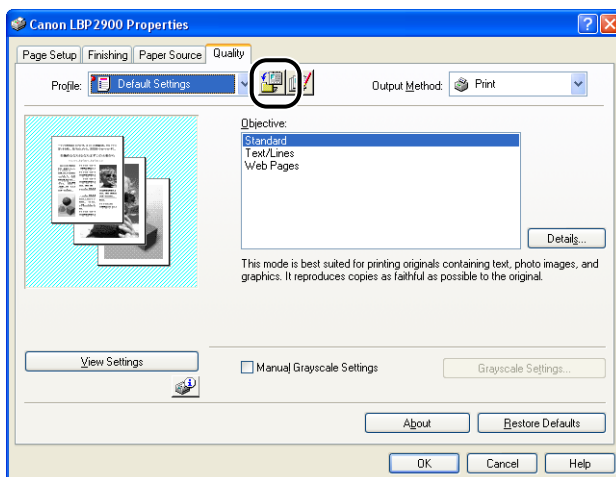 Canon LBP2900 Properties
Page Setup
Finishing
Paper Source
Quality
Profile:
Default Settings
Output Method:
Print
Objective:
Standard
Text/Lines
Web Pages
Details...
This mode is best suited for printing originals containing text, photo images, and
graphics. It reproduces copies as faithful as possible to the original.
View Settings
Manual Grayscale Settings
Grayscale Settings...
About
Restore Defaults
OK
Cancel
Help